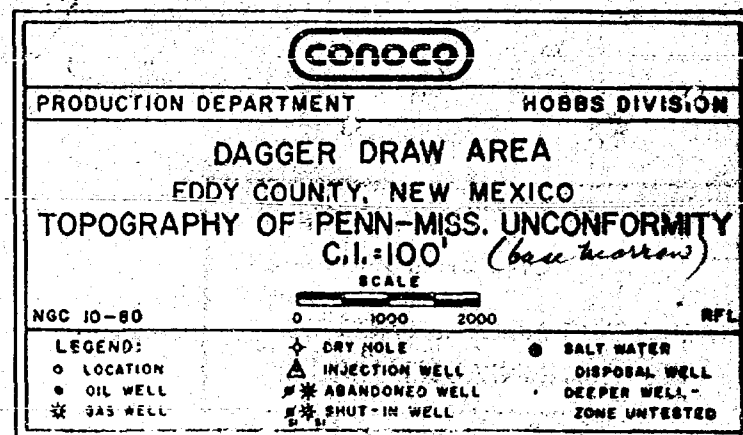 conoco
PRODUCTION DEPARTMENT HOBBS DIVISION
DAGGER DRAW AREA
EDDY COUNTY, NEW MEXICO
TOPOGRAPHY OF PENN-MISS. UNCONFORMITY
C.I.=100' (base morrow)
SCALE
0 1000 2000
NGC 10-80 RFL
LEGEND:
LOCATION
OIL WELL
GAS WELL
DRY HOLE
INJECTION WELL
ABANDONED WELL
SHUT-IN WELL
SI SI
SALT WATER
DISPOSAL WELL
DEEPER WELL-
ZONE UNTESTED